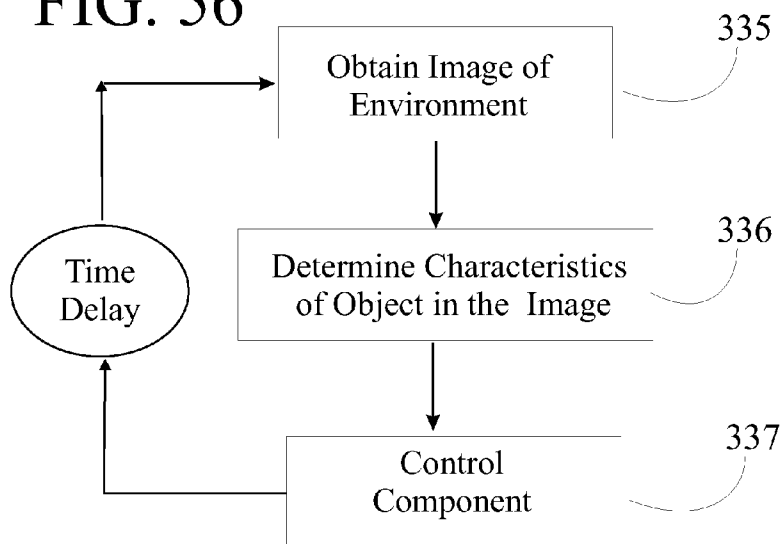 FIG. 56
335
Obtain Image of
Environment
336
Determine Characteristics
of Object in the Image
Time
Delay
337
Control
Component